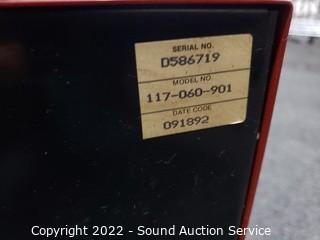 SERIAL NO.
D586719
MODEL NO.
117-060-901
DATE CODE
091892
Copyright 2022 - Sound Auction Service